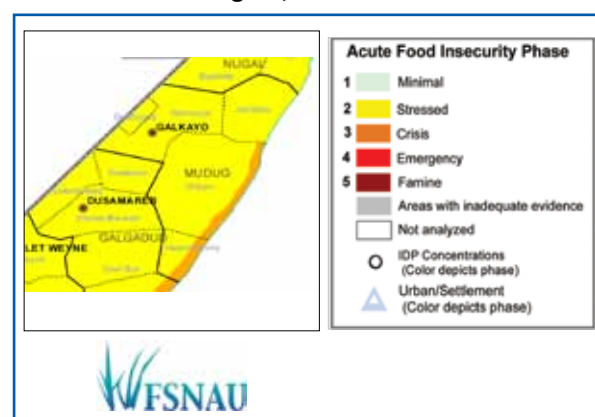 NUGAL
GALKAYO
MUDUG
DUSAMAREB
GALGADUD
LET WEYNE
Acute Food Insecurity Phase
1 Minimal
2 Stressed
3 Crisis
4 Emergency
5 Famine
Areas with inadequate evidence
Not analyzed
IDP Concentrations
(Color depicts phase)
Urban/Settlement
(Color depicts phase)
FSNAU